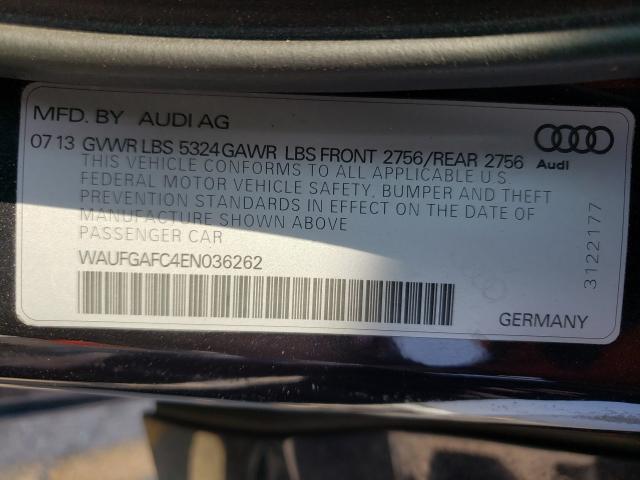 MFD. BY AUDI AG
07 13 GVWR LBS 5324 GAWR LBS FRONT 2756/REAR 2756
Audi
THIS VEHICLE CONFORMS TO ALL APPLICABLE U.S.
FEDERAL MOTOR VEHICLE SAFETY, BUMPER AND THEFT
PREVENTION STANDARDS IN EFFECT ON THE DATE OF
MANUFACTURE SHOWN ABOVE
PASSENGER CAR
WAUFGAFC4EN036262
3122177
GERMANY